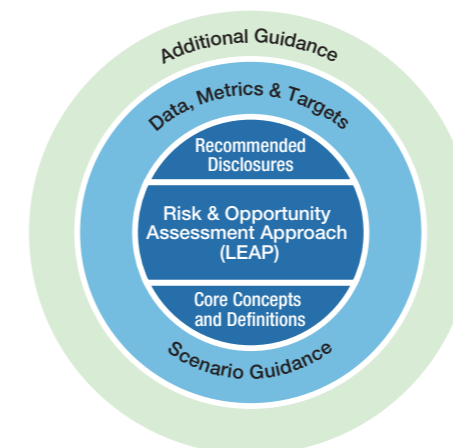 Additional Guidance
Data, Metrics & Targets
Recommended
Disclosures
Risk & Opportunity
Assessment Approach
(LEAP)
Core Concepts
and Definitions
Scenario Guidance